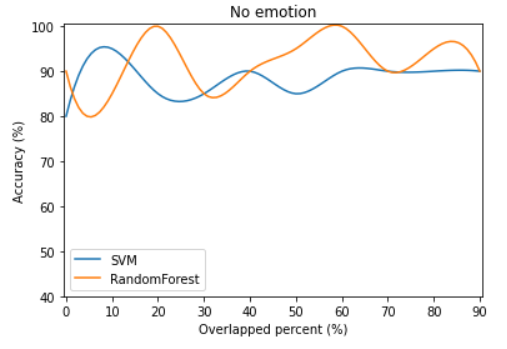 No emotion
Accuracy (%)
100
90
80
70
60
50
40
SVM
RandomForest
0 10 20 30 40 50 60 70 80 90
Overlapped percent (%)